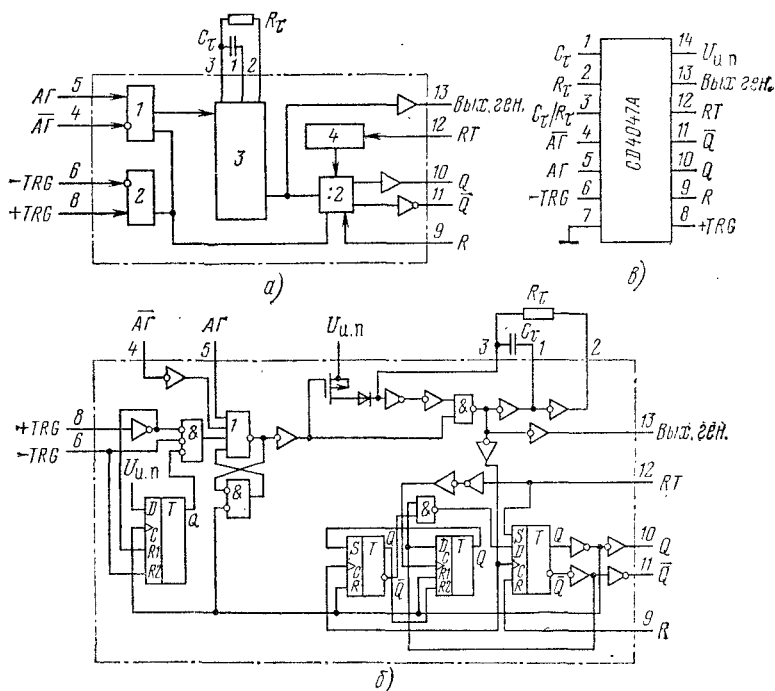 Rτ
Cτ
3 1 2
5 АГ
4 А͞Г
1
3
13 Вых. ген.
4
12 RT
6 -TRG
8 +TRG
2
:2
10 Q
11 Q̅
9 R
а)
Cτ 1
Rτ 2
Cτ/Rτ 3
А͞Г 4
АГ 5
-TRG 6
7
CD4047A
14 Uи.п
13 Вых. ген.
12 RT
11 Q̅
10 Q
9 R
8 +TRG
в)
А͞Г 4
АГ 5
Uи.п
Rτ
Cτ
3 1 2
+TRG 8
-TRG 6
&
1
&
13 Вых. ген.
Uи.п
D T Q
C
R1
R2
&
&
12 RT
S T Q
C Q̅
R
D T Q
C
R1
R2
S T Q
D
C Q̅
R
10 Q
11 Q̅
9 R
б)